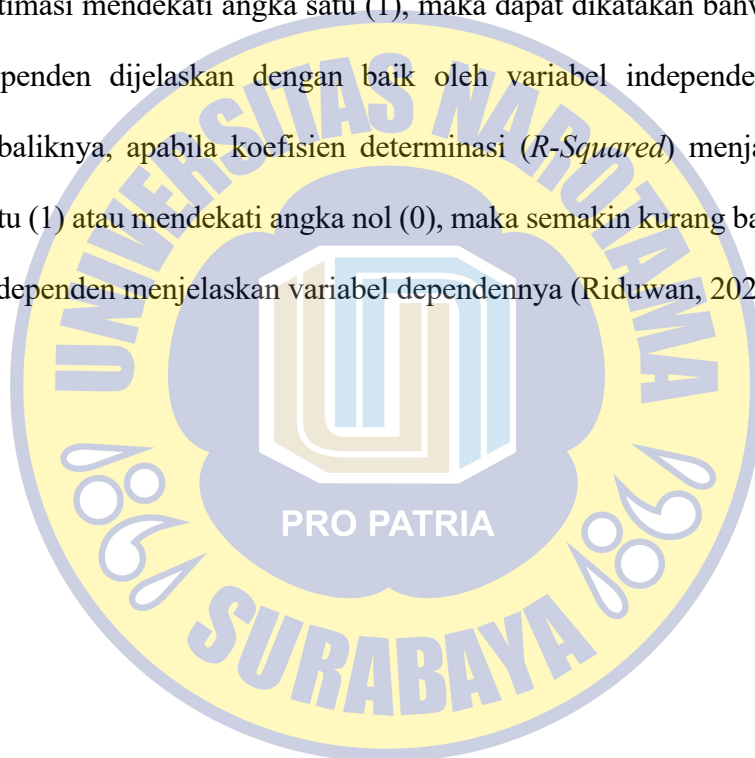 timasi mendekati angka satu (1), maka dapat dikatakan bahw
penden dijelaskan dengan baik oleh variabel independe
baliknya, apabila koefisien determinasi (R-Squared) menja
tu (1) atau mendekati angka nol (0), maka semakin kurang ba
dependen menjelaskan variabel dependennya (Riduwan, 202
UNIVERSITAS NAROTAMA
PRO PATRIA
SURABAYA